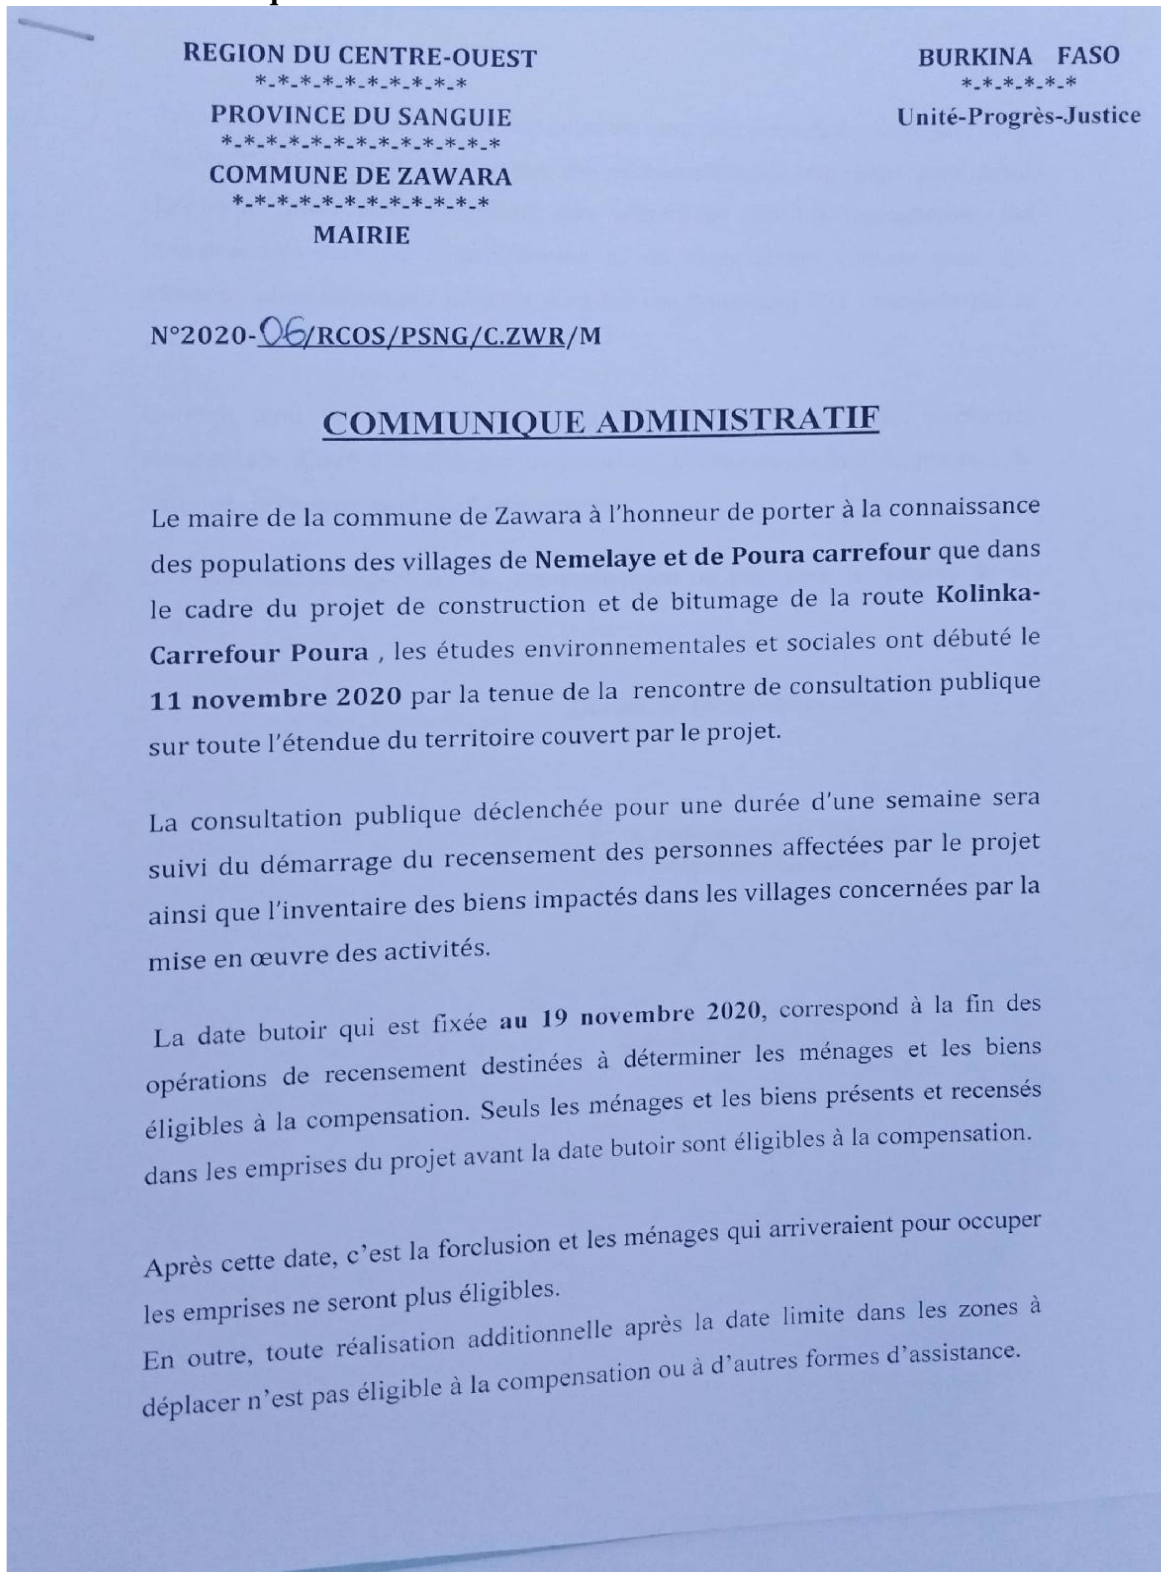 REGION DU CENTRE-OUEST
*_*_*_*_*_*_*_*_*_*
PROVINCE DU SANGUIE
*_*_*_*_*_*_*_*_*_*_*_*_*
COMMUNE DE ZAWARA
*_*_*_*_*_*_*_*_*_*_*_*
MAIRIE
BURKINA FASO
*_*_*_*_*_*
Unité-Progrès-Justice
N°2020-06/RCOS/PSNG/C.ZWR/M
COMMUNIQUE ADMINISTRATIF
Le maire de la commune de Zawara à l'honneur de porter à la connaissance
des populations des villages de Nemelaye et de Poura carrefour que dans
le cadre du projet de construction et de bitumage de la route Kolinka-
Carrefour Poura , les études environnementales et sociales ont débuté le
11 novembre 2020 par la tenue de la rencontre de consultation publique
sur toute l'étendue du territoire couvert par le projet.
La consultation publique déclenchée pour une durée d'une semaine sera
suivi du démarrage du recensement des personnes affectées par le projet
ainsi que l'inventaire des biens impactés dans les villages concernées par la
mise en œuvre des activités.
La date butoir qui est fixée au 19 novembre 2020, correspond à la fin des
opérations de recensement destinées à déterminer les ménages et les biens
éligibles à la compensation. Seuls les ménages et les biens présents et recensés
dans les emprises du projet avant la date butoir sont éligibles à la compensation.
Après cette date, c'est la forclusion et les ménages qui arriveraient pour occuper
les emprises ne seront plus éligibles.
En outre, toute réalisation additionnelle après la date limite dans les zones à
déplacer n'est pas éligible à la compensation ou à d'autres formes d'assistance.